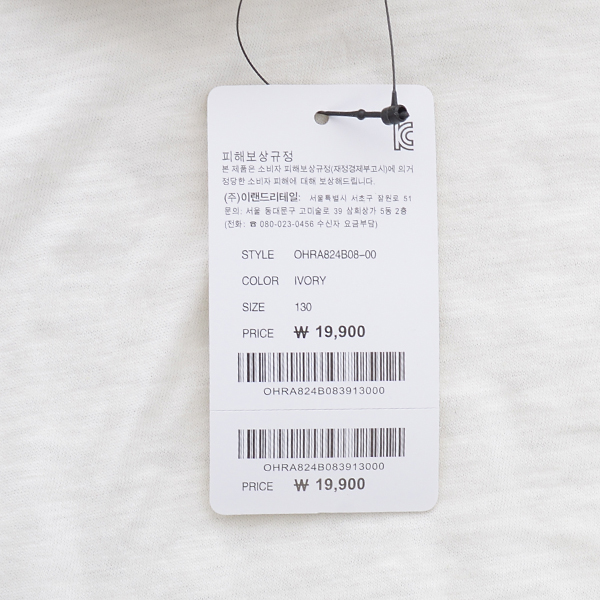 피해보상규정
본 제품은 소비자 피해보상규정(재정경제부고시)에 의거
정당한 소비자 피해에 대해 보상해드립니다.
(주)이랜드리테일: 서울특별시 서초구 잠원로 51
문의: 서울 동대문구 고미술로 39 삼희상가 5동 2층
(전화: ☎ 080-023-0456 수신자 요금부담)
STYLE OHRA824B08-00
COLOR IVORY
SIZE 130
PRICE ₩ 19,900
OHRA824B083913000
OHRA824B083913000
PRICE ₩ 19,900